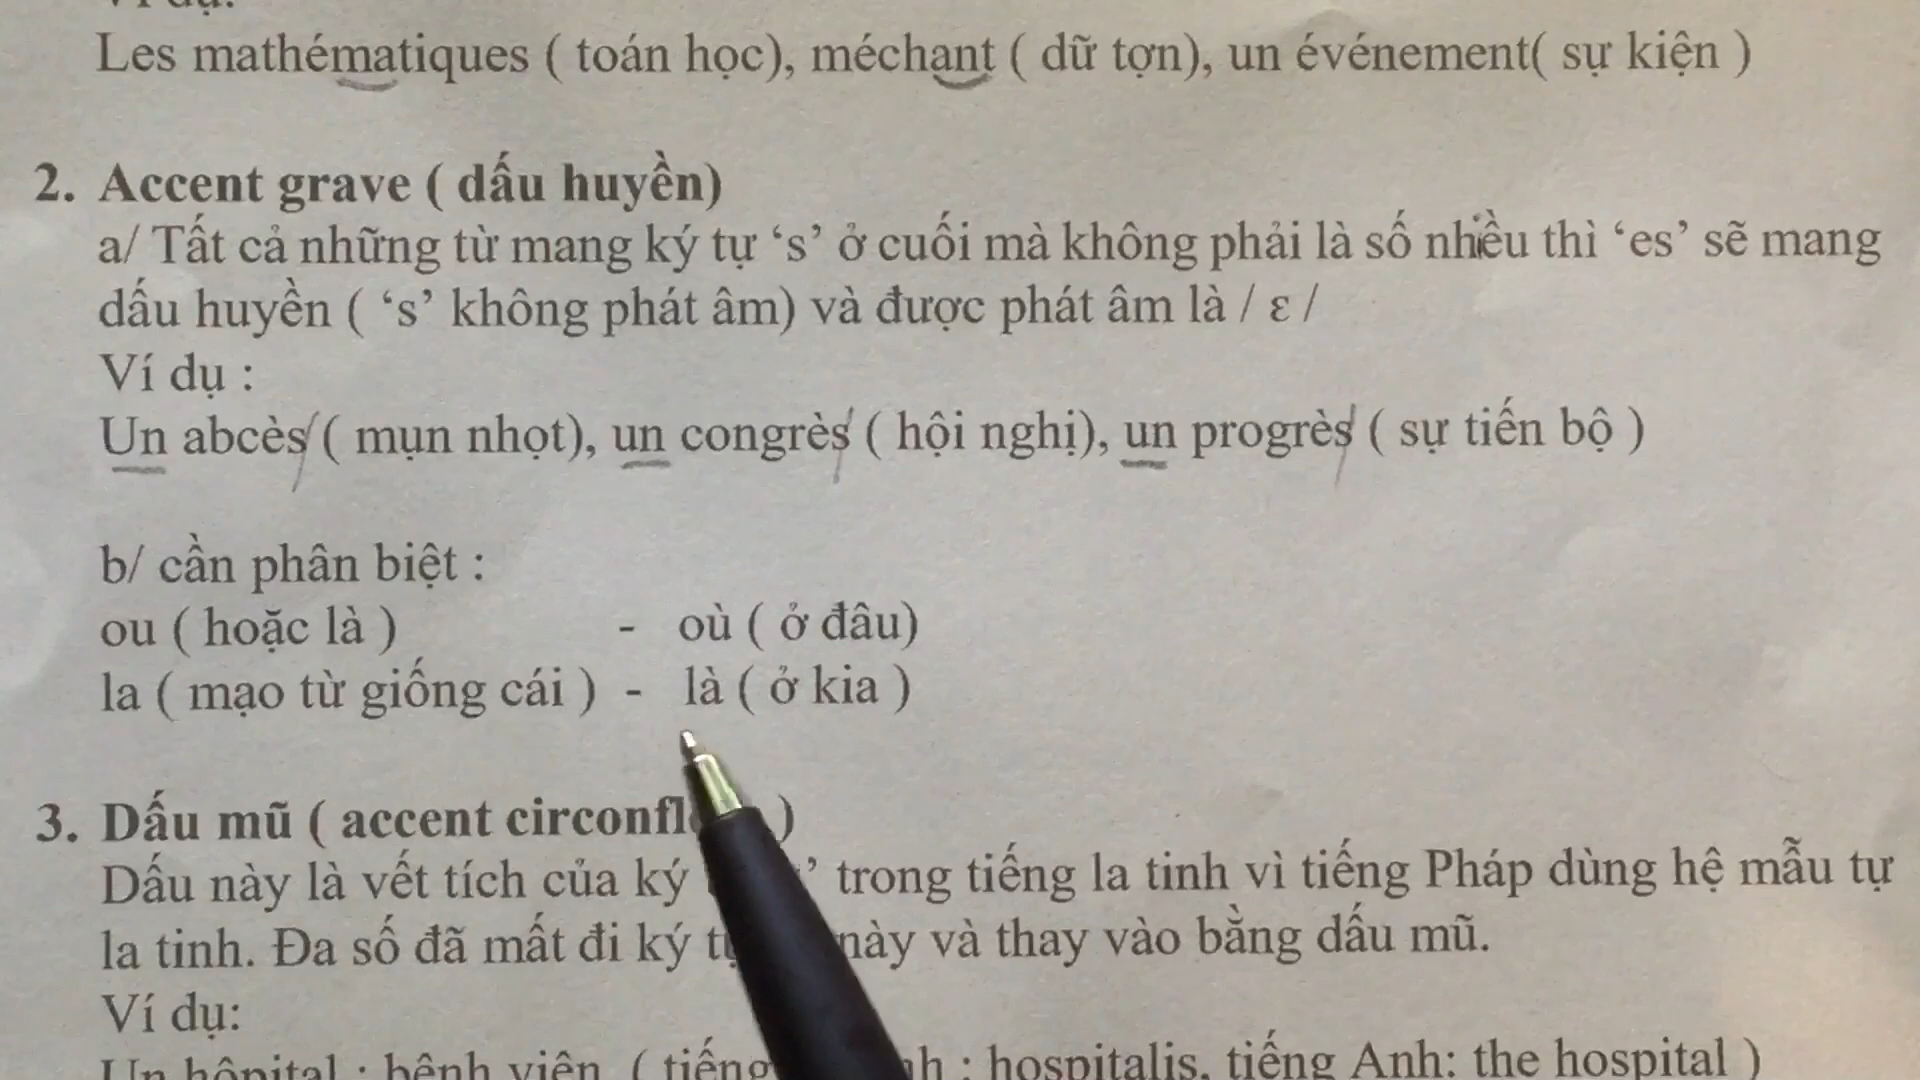 Les mathématiques ( toán học), méchant ( dữ tợn), un événement( sự kiện )
2. Accent grave ( dấu huyền)
a/ Tất cả những từ mang ký tự ‘s’ ở cuối mà không phải là số nhiều thì ‘es’ sẽ mang
dấu huyền ( ‘s’ không phát âm) và được phát âm là / ε /
Ví dụ :
Un abcès ( mụn nhọt), un congrès ( hội nghị), un progrès ( sự tiến bộ )
b/ cần phân biệt :
ou ( hoặc là ) - où ( ở đâu)
la ( mạo từ giống cái ) - là ( ở kia )
3. Dấu mũ ( accent )
Dấu này là vết tích của ký trong tiếng la tinh vì tiếng Pháp dùng hệ mẫu tự
la tinh. Đa số đã mất đi ký này và thay vào bằng dấu mũ.
Ví dụ:
Un hôpital : bệnh viện ( tiếng : hospitalis, tiếng Anh: the hospital )